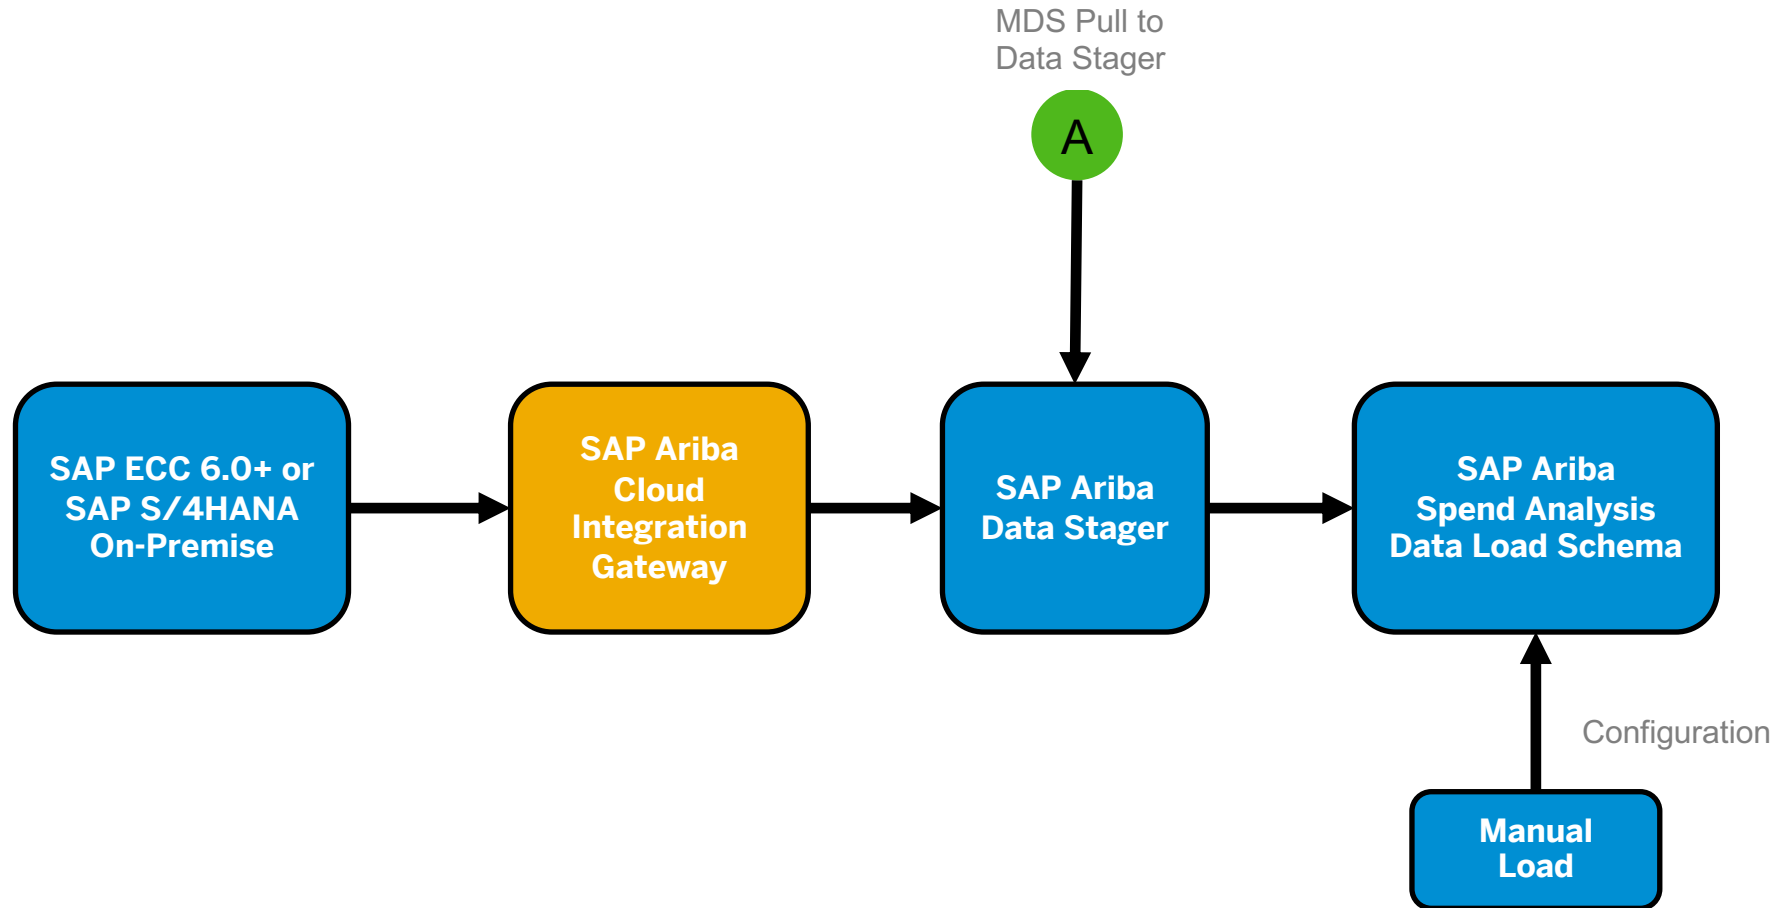 MDS Pull to
Data Stager
A
SAP ECC 6.0+ or
SAP S/4HANA
On-Premise
SAP Ariba
Cloud
Integration
Gateway
SAP Ariba
Data Stager
SAP Ariba
Spend Analysis
Data Load Schema
Configuration
Manual
Load